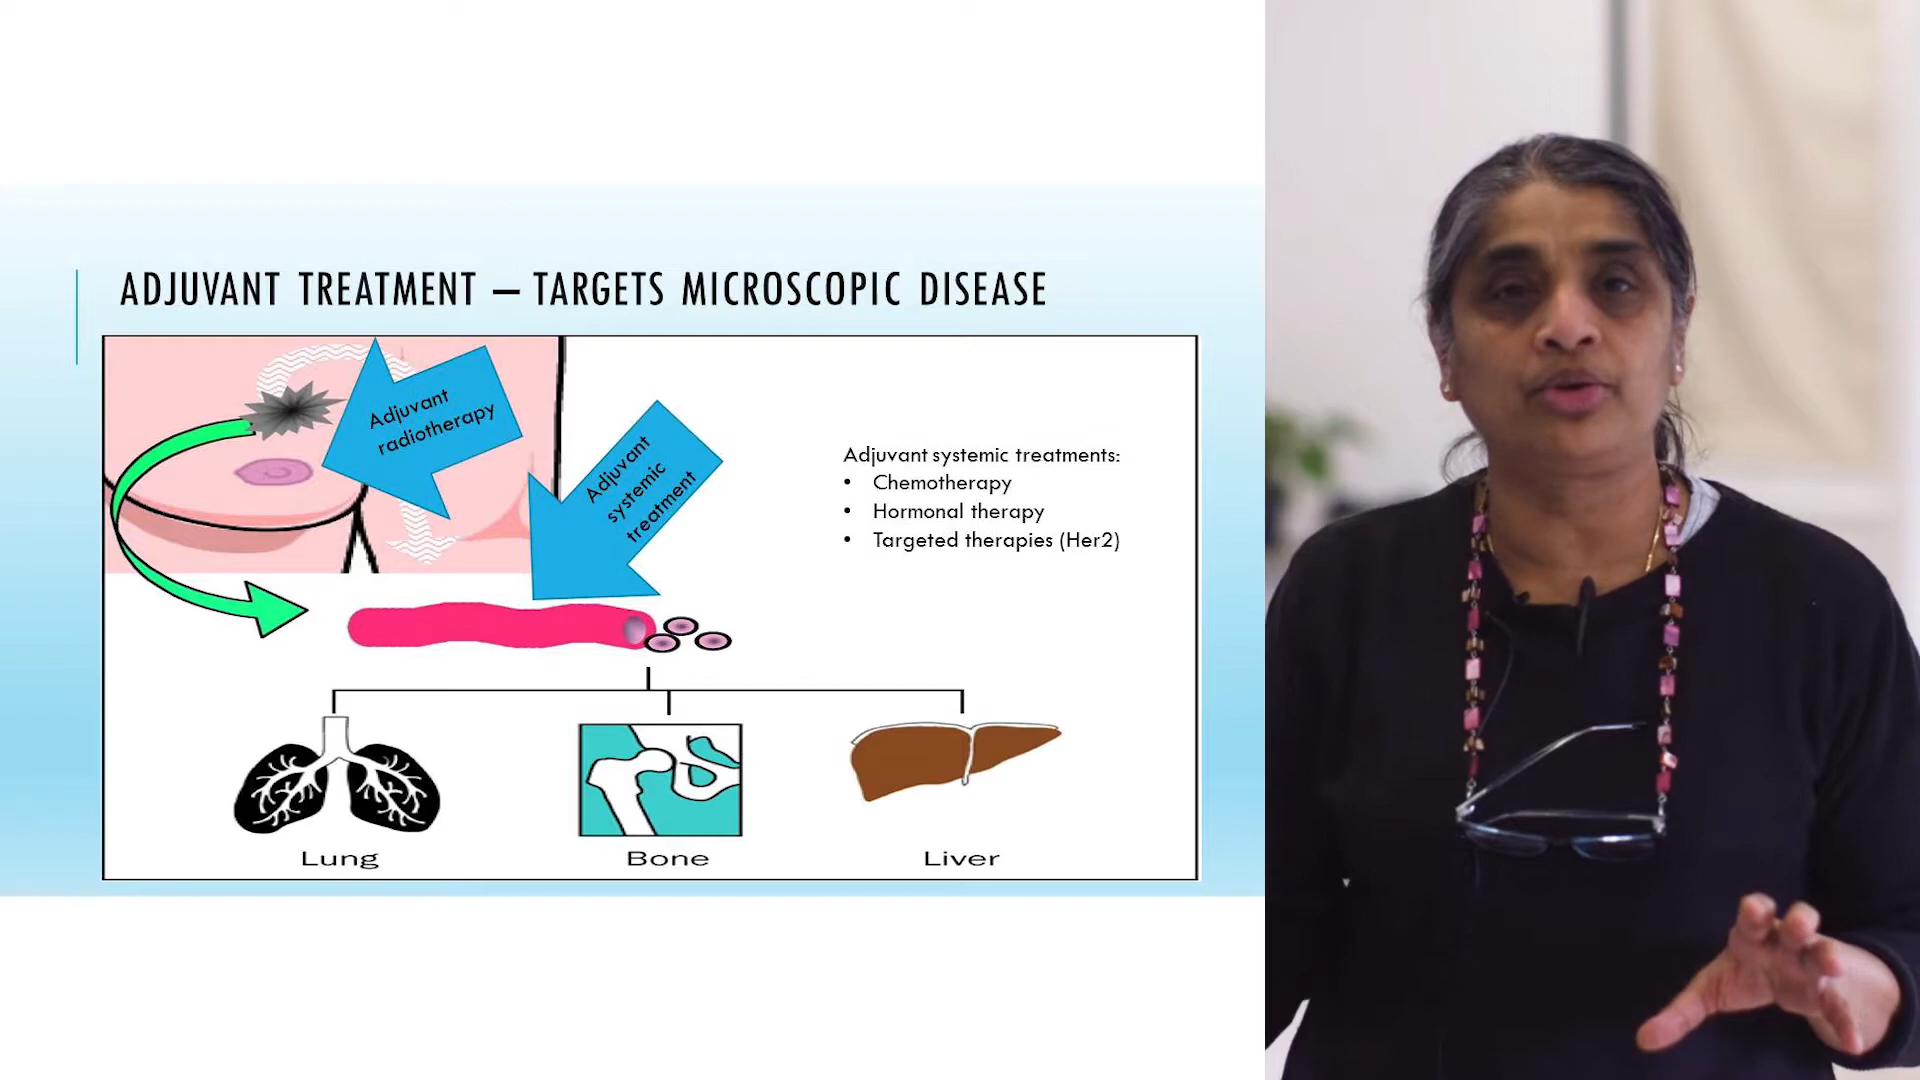 ADJUVANT TREATMENT – TARGETS MICROSCOPIC DISEASE
Adjuvant
radiotherapy
Adjuvant
systemic
treatment
Adjuvant systemic treatments:
• Chemotherapy
• Hormonal therapy
• Targeted therapies (Her2)
Lung
Bone
Liver